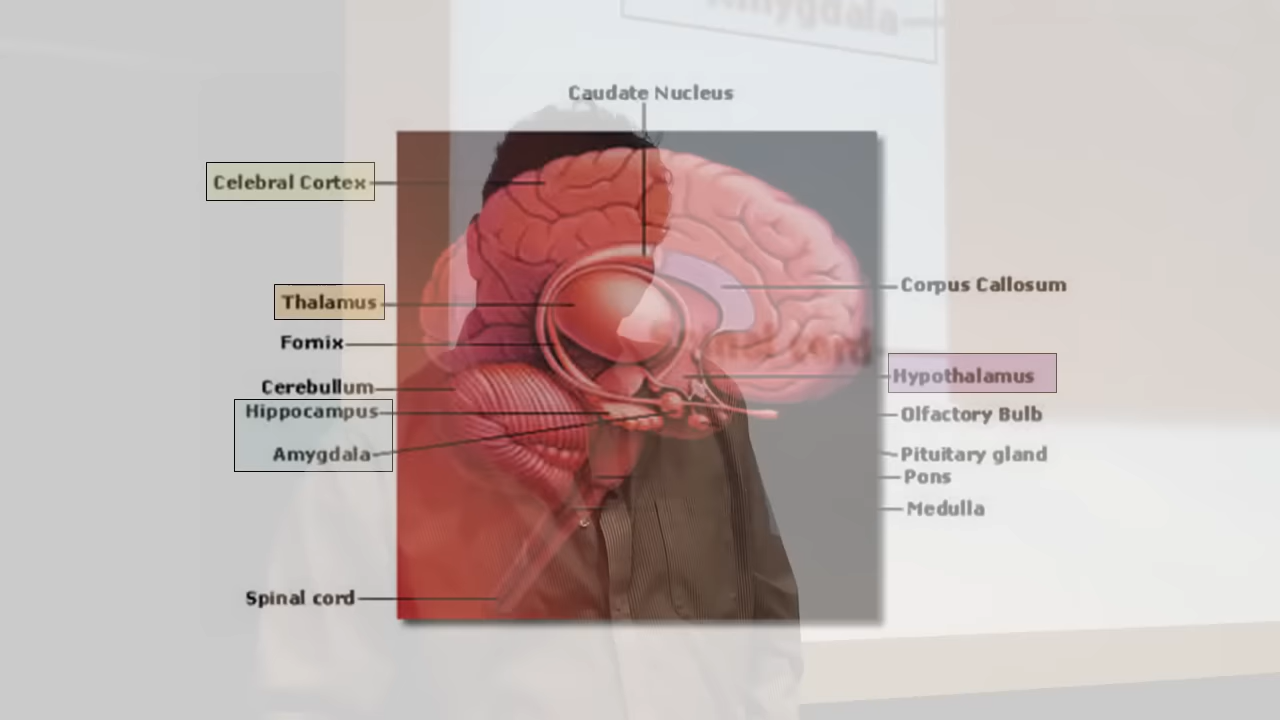 Amygdala
Caudate Nucleus
Celebral Cortex
Thalamus
Fornix
Cerebullum
Hippocampus
Amygdala
Spinal cord
Corpus Callosum
Hypothalamus
Olfactory Bulb
Pituitary gland
Pons
Medulla